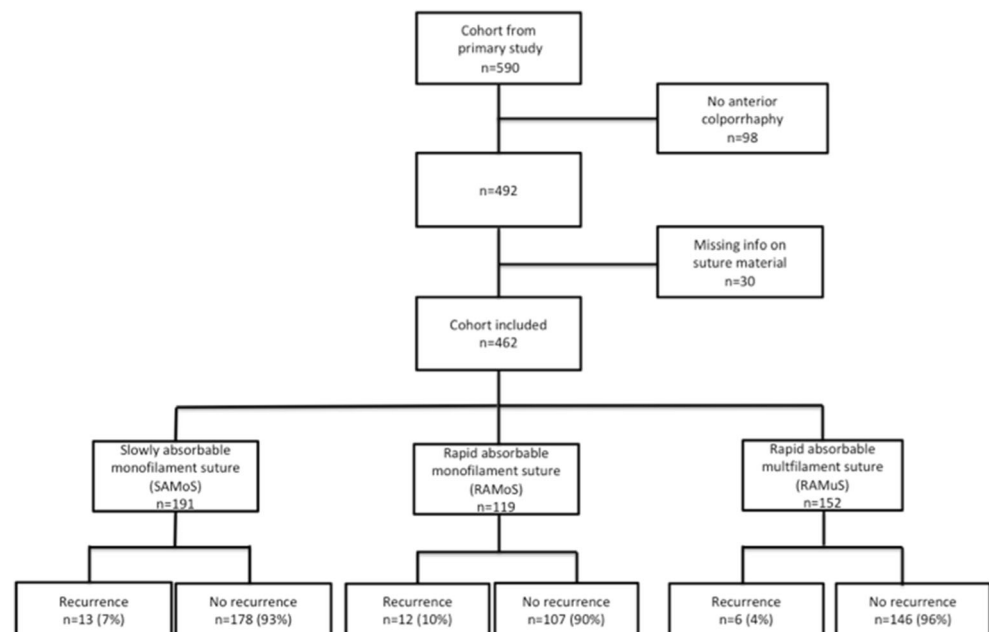 Cohort from
primary study
n=590
No anterior
colporrhaphy
n=98
n=492
Missing info on
suture material
n=30
Cohort included
n=462
Slowly absorbable
monofilament suture
(SAMoS)
n=191
Rapid absorbable
monofilament suture
(RAMoS)
n=119
Rapid absorbable
multfilament suture
(RAMuS)
n=152
Recurrence
n=13 (7%)
No recurrence
n=178 (93%)
Recurrence
n=12 (10%)
No recurrence
n=107 (90%)
Recurrence
n=6 (4%)
No recurrence
n=146 (96%)